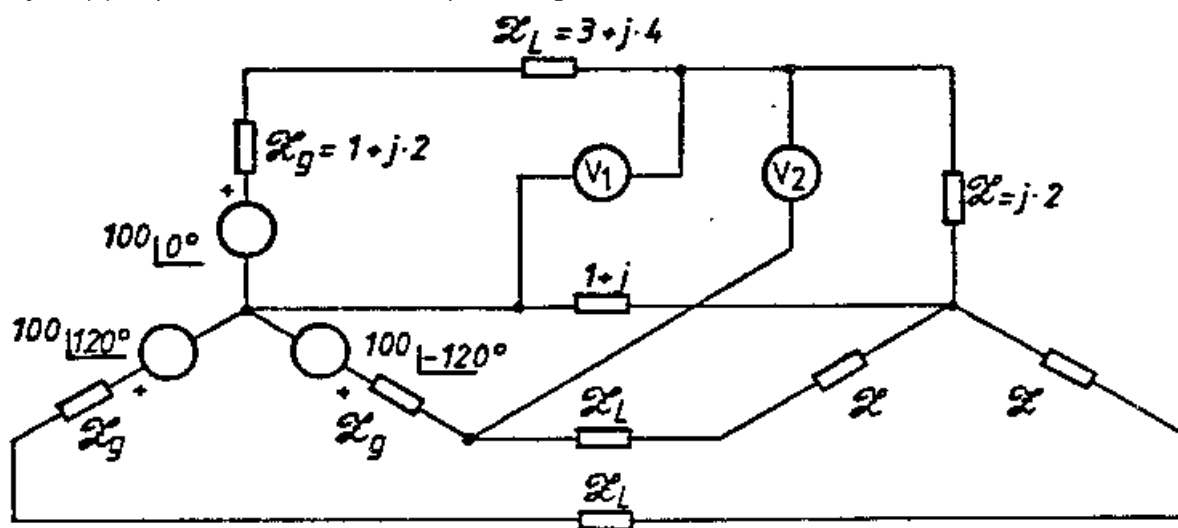 𝒵L = 3 + j·4
𝒵g = 1 + j·2
V1
V2
𝒵 = j·2
+
100 0°
1+j
100 120°
100 -120°
+
+
𝒵g
𝒵g
𝒵L
𝒵
𝒵
𝒵L